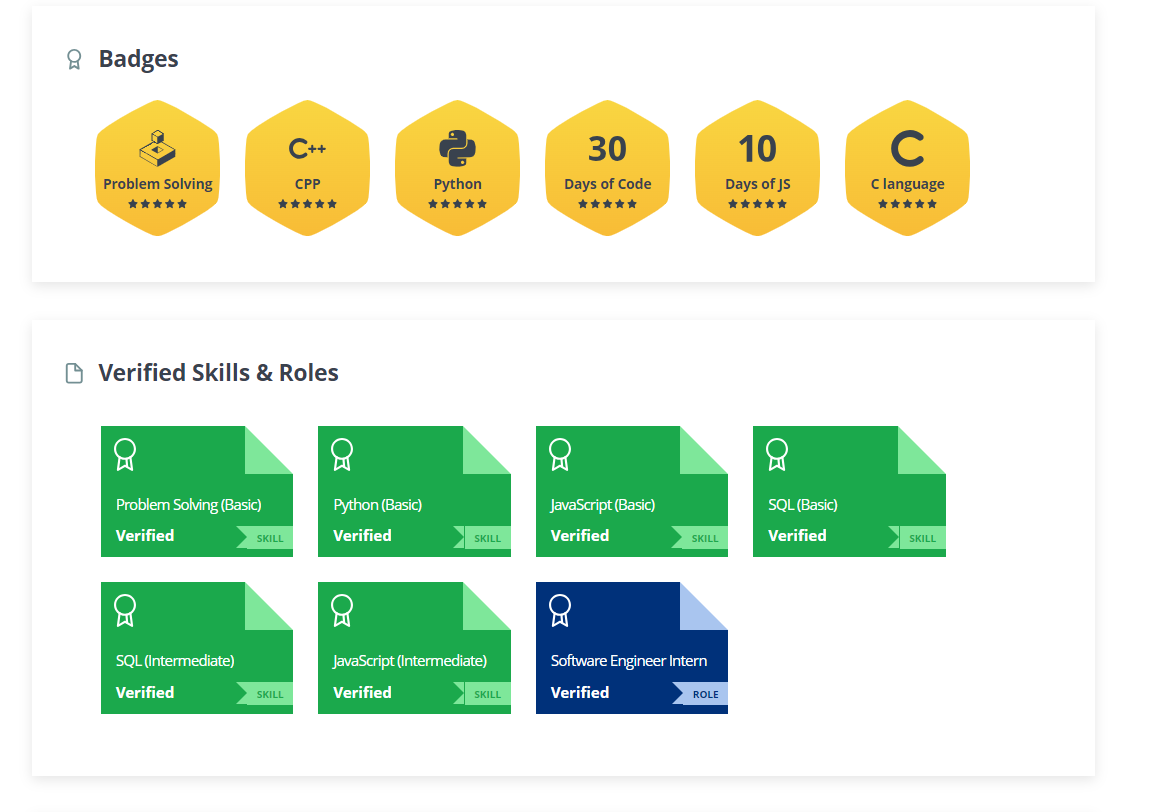 Badges
C++
30
10
C
Problem Solving
CPP
Python
Days of Code
Days of JS
C language
Verified Skills & Roles
Problem Solving (Basic)
Verified
SKILL
Python (Basic)
Verified
SKILL
JavaScript (Basic)
Verified
SKILL
SQL (Basic)
Verified
SKILL
SQL (Intermediate)
Verified
SKILL
JavaScript (Intermediate)
Verified
SKILL
Software Engineer Intern
Verified
ROLE